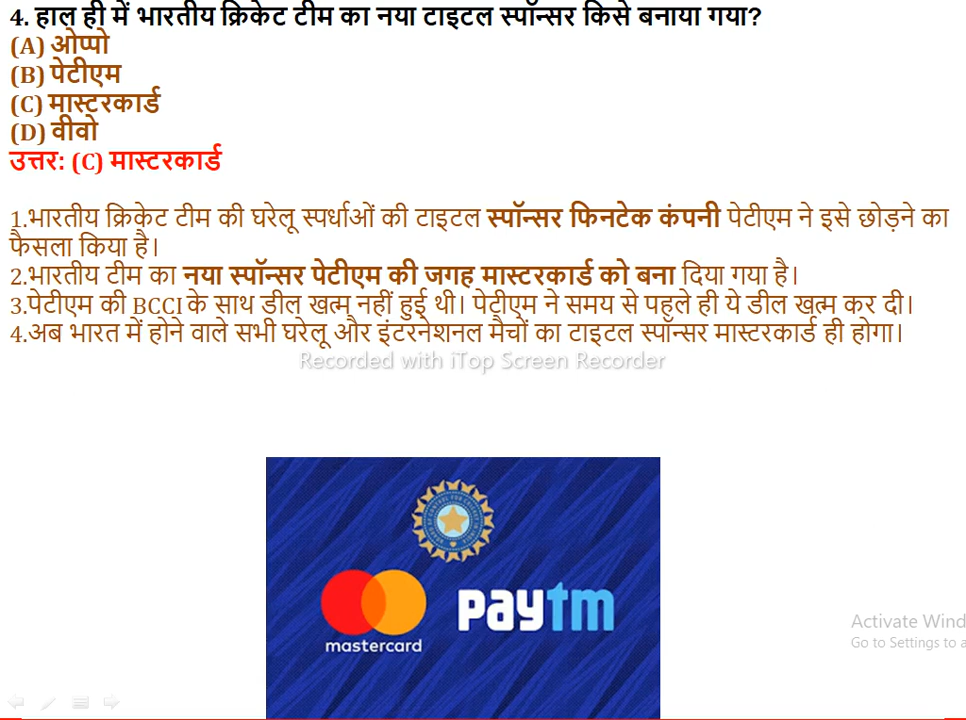 4. हाल ही में भारतीय क्रिकेट टीम का नया टाइटल स्पॉन्सर किसे बनाया गया?
(A) ओप्पो
(B) पेटीएम
(C) मास्टरकार्ड
(D) वीवो
उत्तर: (C) मास्टरकार्ड
1.भारतीय क्रिकेट टीम की घरेलू स्पर्धाओं की टाइटल स्पॉन्सर फिनटेक कंपनी पेटीएम ने इसे छोड़ने का
फैसला किया है।
2.भारतीय टीम का नया स्पॉन्सर पेटीएम की जगह मास्टरकार्ड को बना दिया गया है।
3.पेटीएम की BCCI के साथ डील खत्म नहीं हुई थी। पेटीएम ने समय से पहले ही ये डील खत्म कर दी।
4.अब भारत में होने वाले सभी घरेलू और इंटरनेशनल मैचों का टाइटल स्पॉन्सर मास्टरकार्ड ही होगा।
Recorded with iTop Screen Recorder
mastercard
paytm
Activate Wind
Go to Settings to a